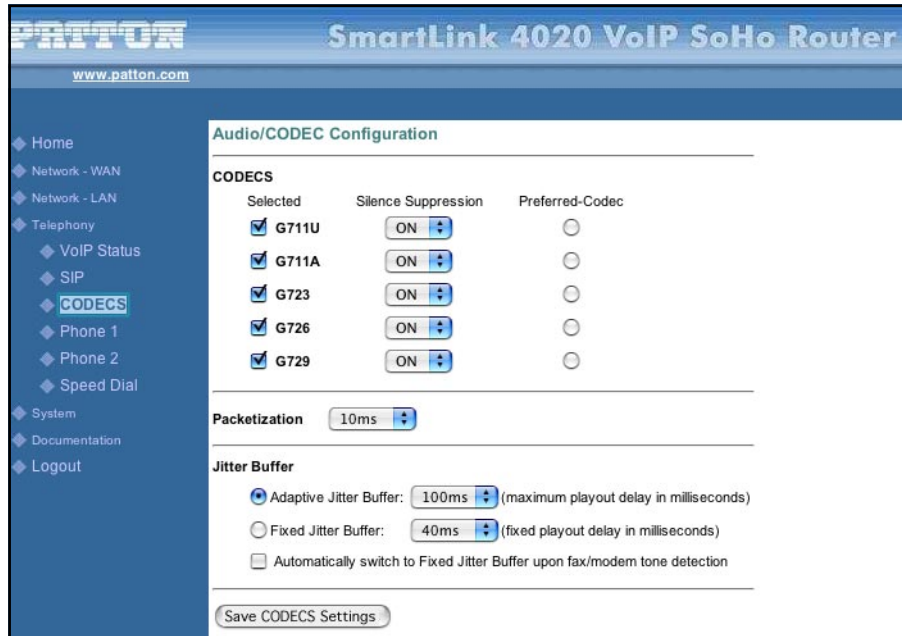 PATTON
SmartLink 4020 VoIP SoHo Router
www.patton.com
Home
Network - WAN
Network - LAN
Telephony
VoIP Status
SIP
CODECS
Phone 1
Phone 2
Speed Dial
System
Documentation
Logout
Audio/CODEC Configuration
CODECS
Selected Silence Suppression Preferred-Codec
G711U ON
G711A ON
G723 ON
G726 ON
G729 ON
Packetization 10ms
Jitter Buffer
Adaptive Jitter Buffer: 100ms (maximum playout delay in milliseconds)
Fixed Jitter Buffer: 40ms (fixed playout delay in milliseconds)
Automatically switch to Fixed Jitter Buffer upon fax/modem tone detection
Save CODECS Settings